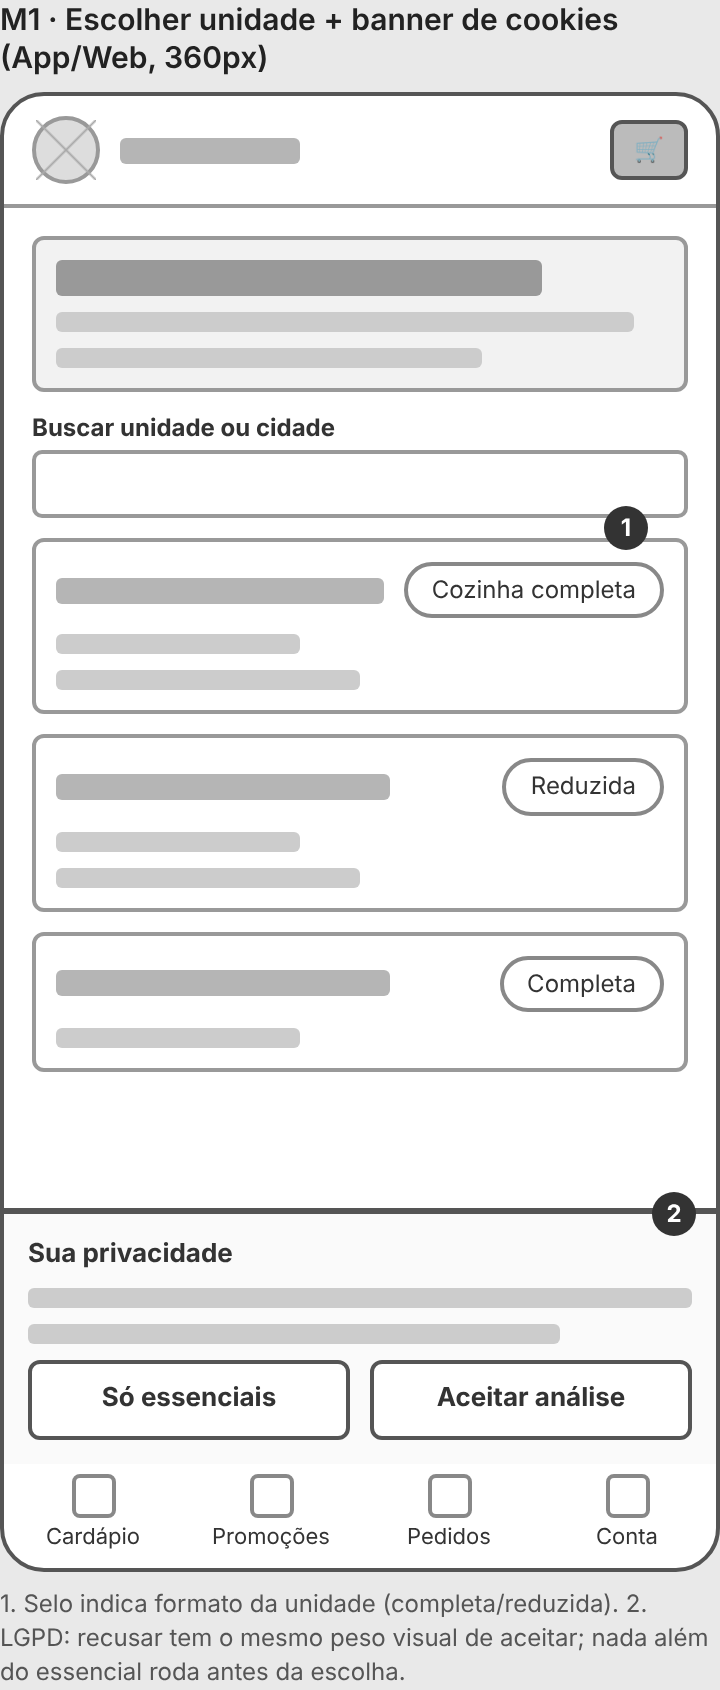 M1 · Escolher unidade + banner de cookies
(App/Web, 360px)
Buscar unidade ou cidade
1
Cozinha completa
Reduzida
Completa
2
Sua privacidade
Só essenciais
Aceitar análise
Cardápio
Promoções
Pedidos
Conta
1. Selo indica formato da unidade (completa/reduzida). 2.
LGPD: recusar tem o mesmo peso visual de aceitar; nada além
do essencial roda antes da escolha.